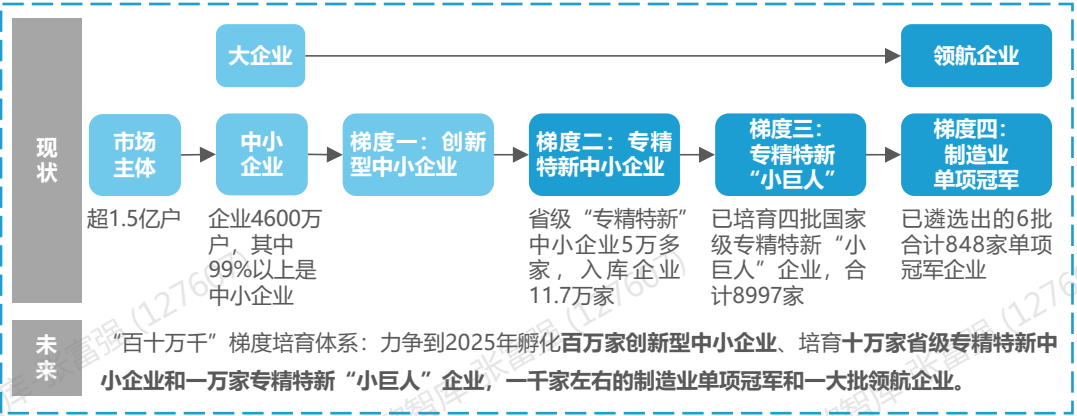 大企业
领航企业
现状
市场
主体
中小
企业
梯度一：创新
型中小企业
梯度二：专精
特新中小企业
梯度三：
专精特新
“小巨人”
梯度四：
制造业
单项冠军
超1.5亿户
企业4600万
户，其中
99%以上是
中小企业
省级“专精特新”
中小企业5万多
家，入库企业
11.7万家
已培育四批国家
级专精特新“小
巨人”企业，合
计8997家
已遴选出的6批
合计848家单项
冠军企业
未来
“百十万千”梯度培育体系：力争到2025年孵化百万家创新型中小企业、培育十万家省级专精特新中
小企业和一万家专精特新“小巨人”企业，一千家左右的制造业单项冠军和一大批领航企业。